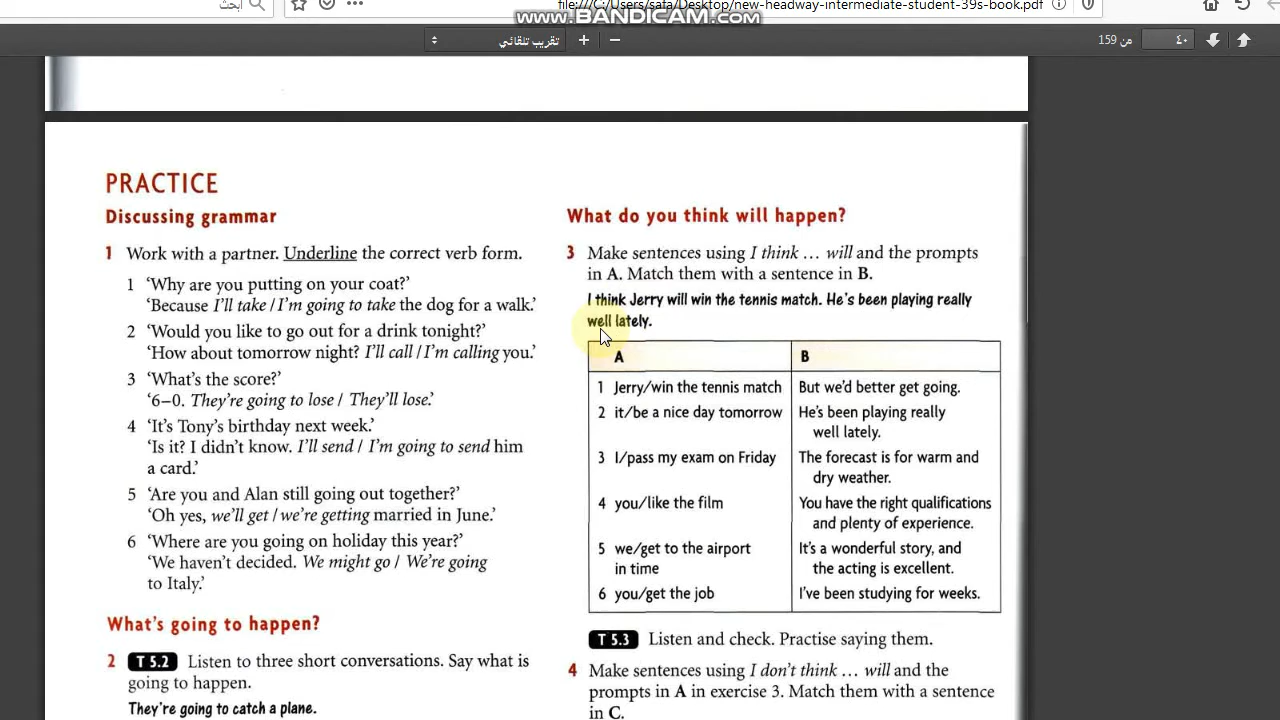 ابحث
file:///C:/Users/safa/Desktop/new-headway-intermediate-student-39s-book.pdf
www.BANDICAM.com
تقريب تلقائي
+
−
٤٠ من 159
PRACTICE
Discussing grammar
1 Work with a partner. Underline the correct verb form.
1 ‘Why are you putting on your coat?’
‘Because I'll take / I'm going to take the dog for a walk.’
2 ‘Would you like to go out for a drink tonight?’
‘How about tomorrow night? I'll call / I'm calling you.’
3 ‘What's the score?’
‘6–0. They're going to lose / They'll lose.’
4 ‘It's Tony's birthday next week.’
‘Is it? I didn't know. I'll send / I'm going to send him
a card.’
5 ‘Are you and Alan still going out together?’
‘Oh yes, we'll get / we're getting married in June.’
6 ‘Where are you going on holiday this year?’
‘We haven't decided. We might go / We're going
to Italy.’
What's going to happen?
2 T 5.2 Listen to three short conversations. Say what is
going to happen.
They're going to catch a plane.
What do you think will happen?
3 Make sentences using I think … will and the prompts
in A. Match them with a sentence in B.
I think Jerry will win the tennis match. He's been playing really
well lately.
A B
1 Jerry/win the tennis match But we'd better get going.
2 it/be a nice day tomorrow He's been playing really
well lately.
3 I/pass my exam on Friday The forecast is for warm and
dry weather.
4 you/like the film You have the right qualifications
and plenty of experience.
5 we/get to the airport It's a wonderful story, and
in time the acting is excellent.
6 you/get the job I've been studying for weeks.
T 5.3 Listen and check. Practise saying them.
4 Make sentences using I don't think … will and the
prompts in A in exercise 3. Match them with a sentence
in C.